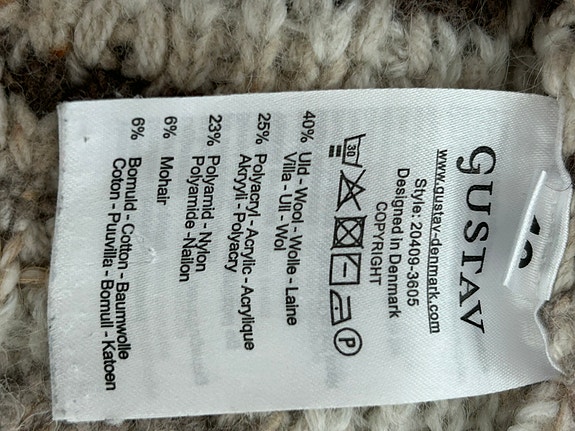 GUSTAV
www.gustav-denmark.com
Style: 20409-3605
Designed in Denmark
COPYRIGHT
30 P
40% Uld - Wool - Wolle - Laine
Villa - Ull - Wol
25% Polyacryl - Acrylic - Acrylique
Akryyli - Polyacry
23% Polyamid - Nylon
Polyamide - Nailon
6% Mohair
6% Bomuld - Cotton - Baumwolle
Coton - Puuvilla - Bomull - Katoen